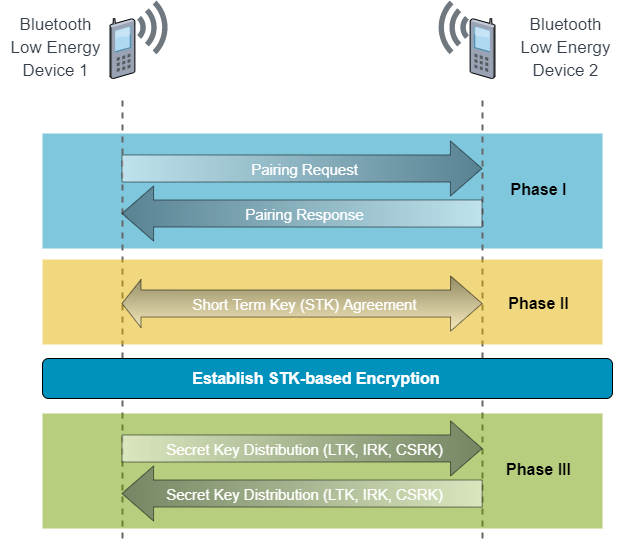 Bluetooth
Low Energy
Device 1
Bluetooth
Low Energy
Device 2
Pairing Request
Phase I
Pairing Response
Short Term Key (STK) Agreement
Phase II
Establish STK-based Encryption
Secret Key Distribution (LTK, IRK, CSRK)
Phase III
Secret Key Distribution (LTK, IRK, CSRK)